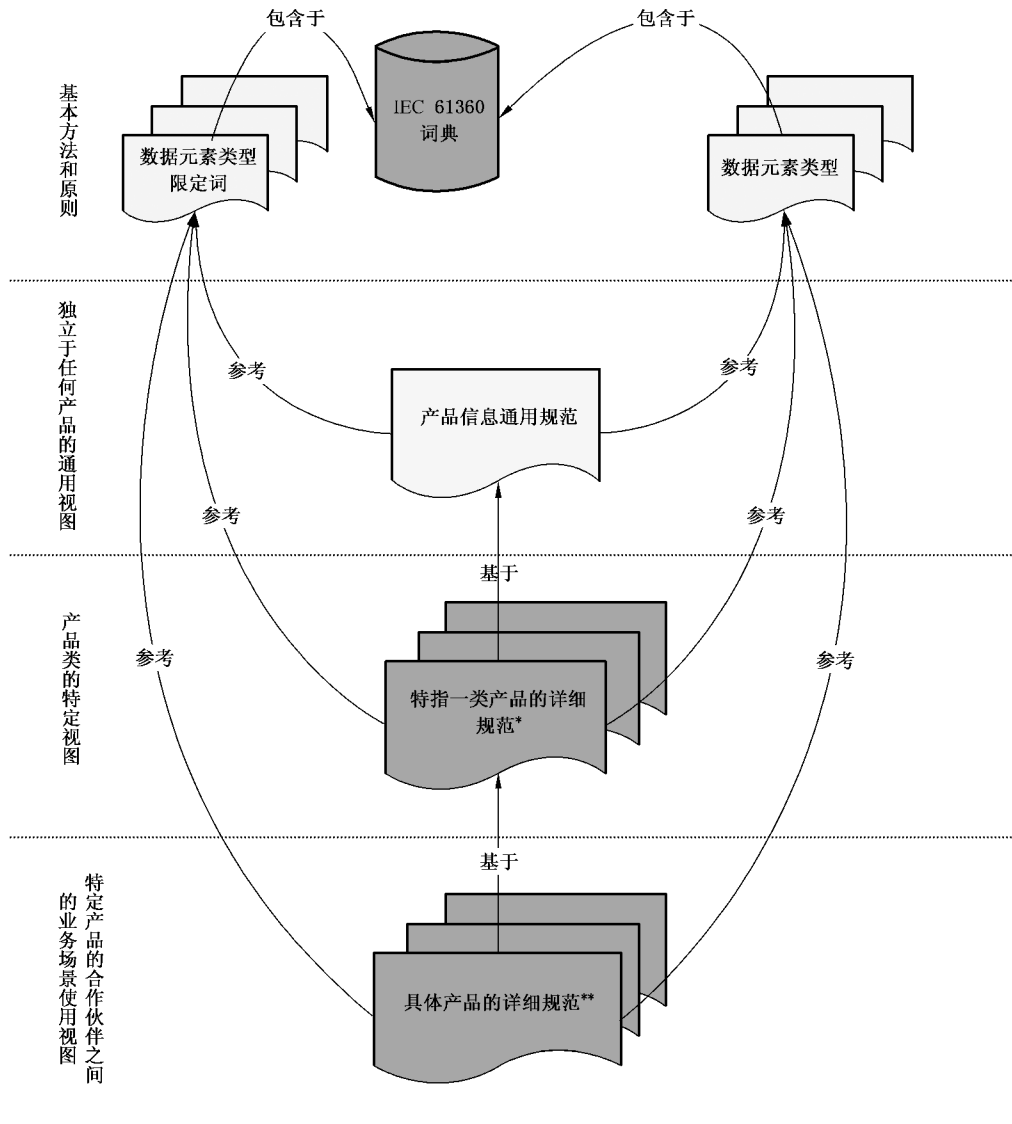 包含于
包含于
基本方法和原则
数据元素类型
限定词
IEC 61360
词典
数据元素类型
独立于任何产品的通用视图
参考
参考
产品信息通用规范
参考
参考
产品类的特定视图
基于
参考
参考
特指一类产品的详细
规范*
特定产品的合作伙伴之间
的业务场景使用视图
基于
具体产品的详细规范**